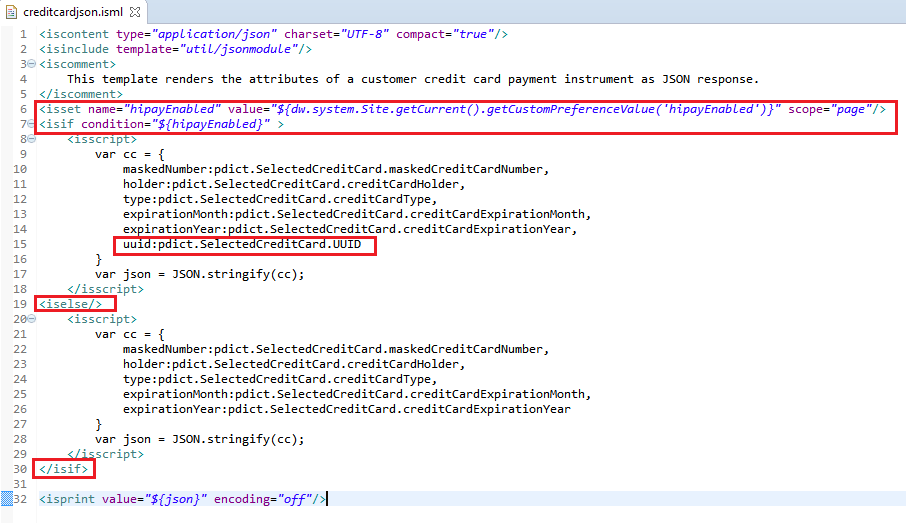 creditcardjson.isml
1 <iscontent type="application/json" charset="UTF-8" compact="true"/>
2 <isinclude template="util/jsonmodule"/>
3 <iscomment>
4 This template renders the attributes of a customer credit card payment instrument as JSON response.
5 </iscomment>
6 <isset name="hipayEnabled" value="${dw.system.Site.getCurrent().getCustomPreferenceValue('hipayEnabled')}" scope="page"/>
7 <isif condition="${hipayEnabled}" >
8 <isscript>
9 var cc = {
10 maskedNumber:pdict.SelectedCreditCard.maskedCreditCardNumber,
11 holder:pdict.SelectedCreditCard.creditCardHolder,
12 type:pdict.SelectedCreditCard.creditCardType,
13 expirationMonth:pdict.SelectedCreditCard.creditCardExpirationMonth,
14 expirationYear:pdict.SelectedCreditCard.creditCardExpirationYear,
15 uuid:pdict.SelectedCreditCard.UUID
16 }
17 var json = JSON.stringify(cc);
18 </isscript>
19 <iselse/>
20 <isscript>
21 var cc = {
22 maskedNumber:pdict.SelectedCreditCard.maskedCreditCardNumber,
23 holder:pdict.SelectedCreditCard.creditCardHolder,
24 type:pdict.SelectedCreditCard.creditCardType,
25 expirationMonth:pdict.SelectedCreditCard.creditCardExpirationMonth,
26 expirationYear:pdict.SelectedCreditCard.creditCardExpirationYear
27 }
28 var json = JSON.stringify(cc);
29 </isscript>
30 </isif>
31
32 <isprint value="${json}" encoding="off"/>